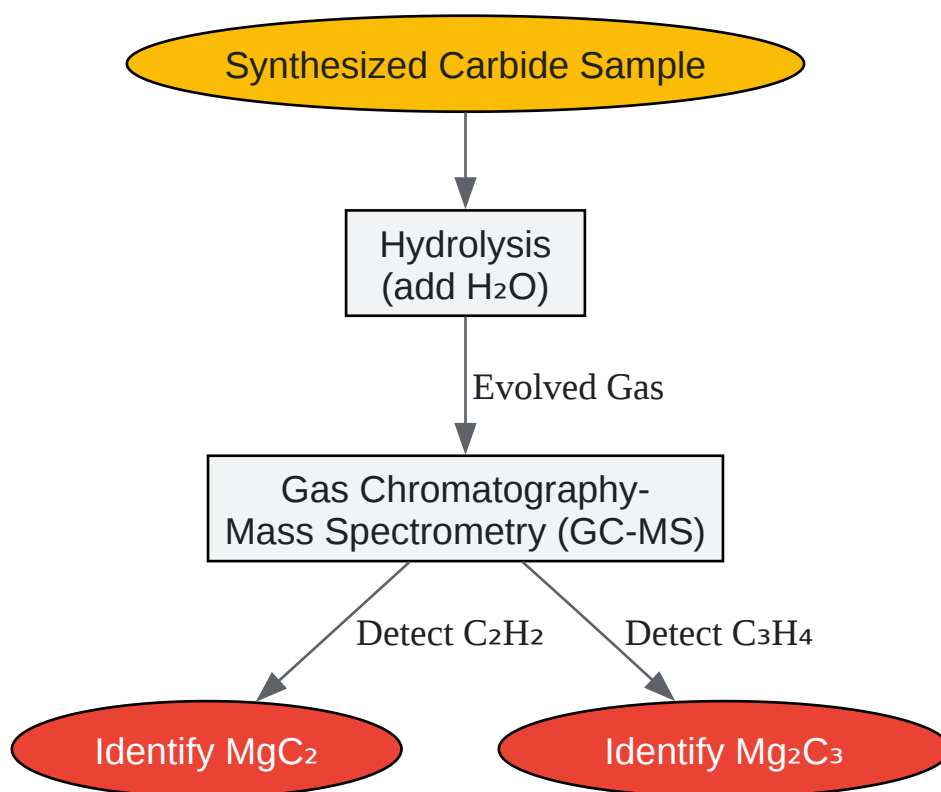 Synthesized Carbide Sample
Hydrolysis
(add H₂O)
Evolved Gas
Gas Chromatography-
Mass Spectrometry (GC-MS)
Detect C₂H₂
Detect C₃H₄
Identify MgC₂
Identify Mg₂C₃